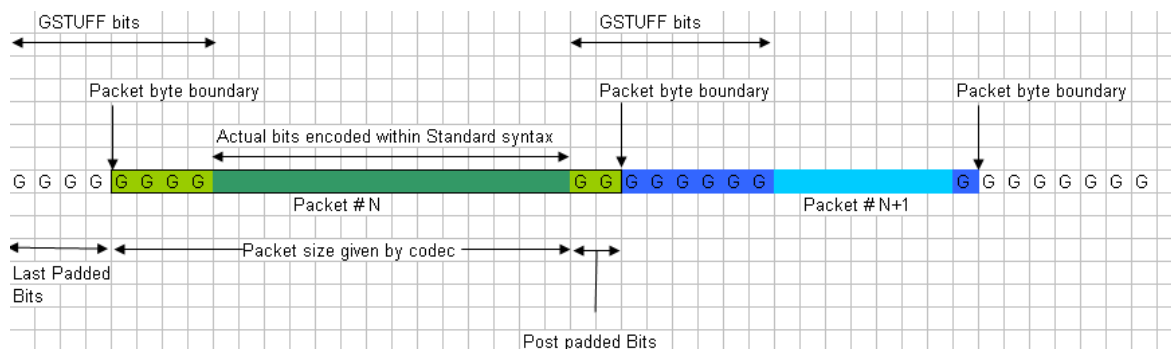 GSTUFF bits GSTUFF bits
Packet byte boundary Packet byte boundary Packet byte boundary
Actual bits encoded within Standard syntax
G G G G G G G G G G G G G G G G G G G G G G G G
Packet # N Packet # N+1
Packet size given by codec
Last Padded
Bits
Post padded Bits